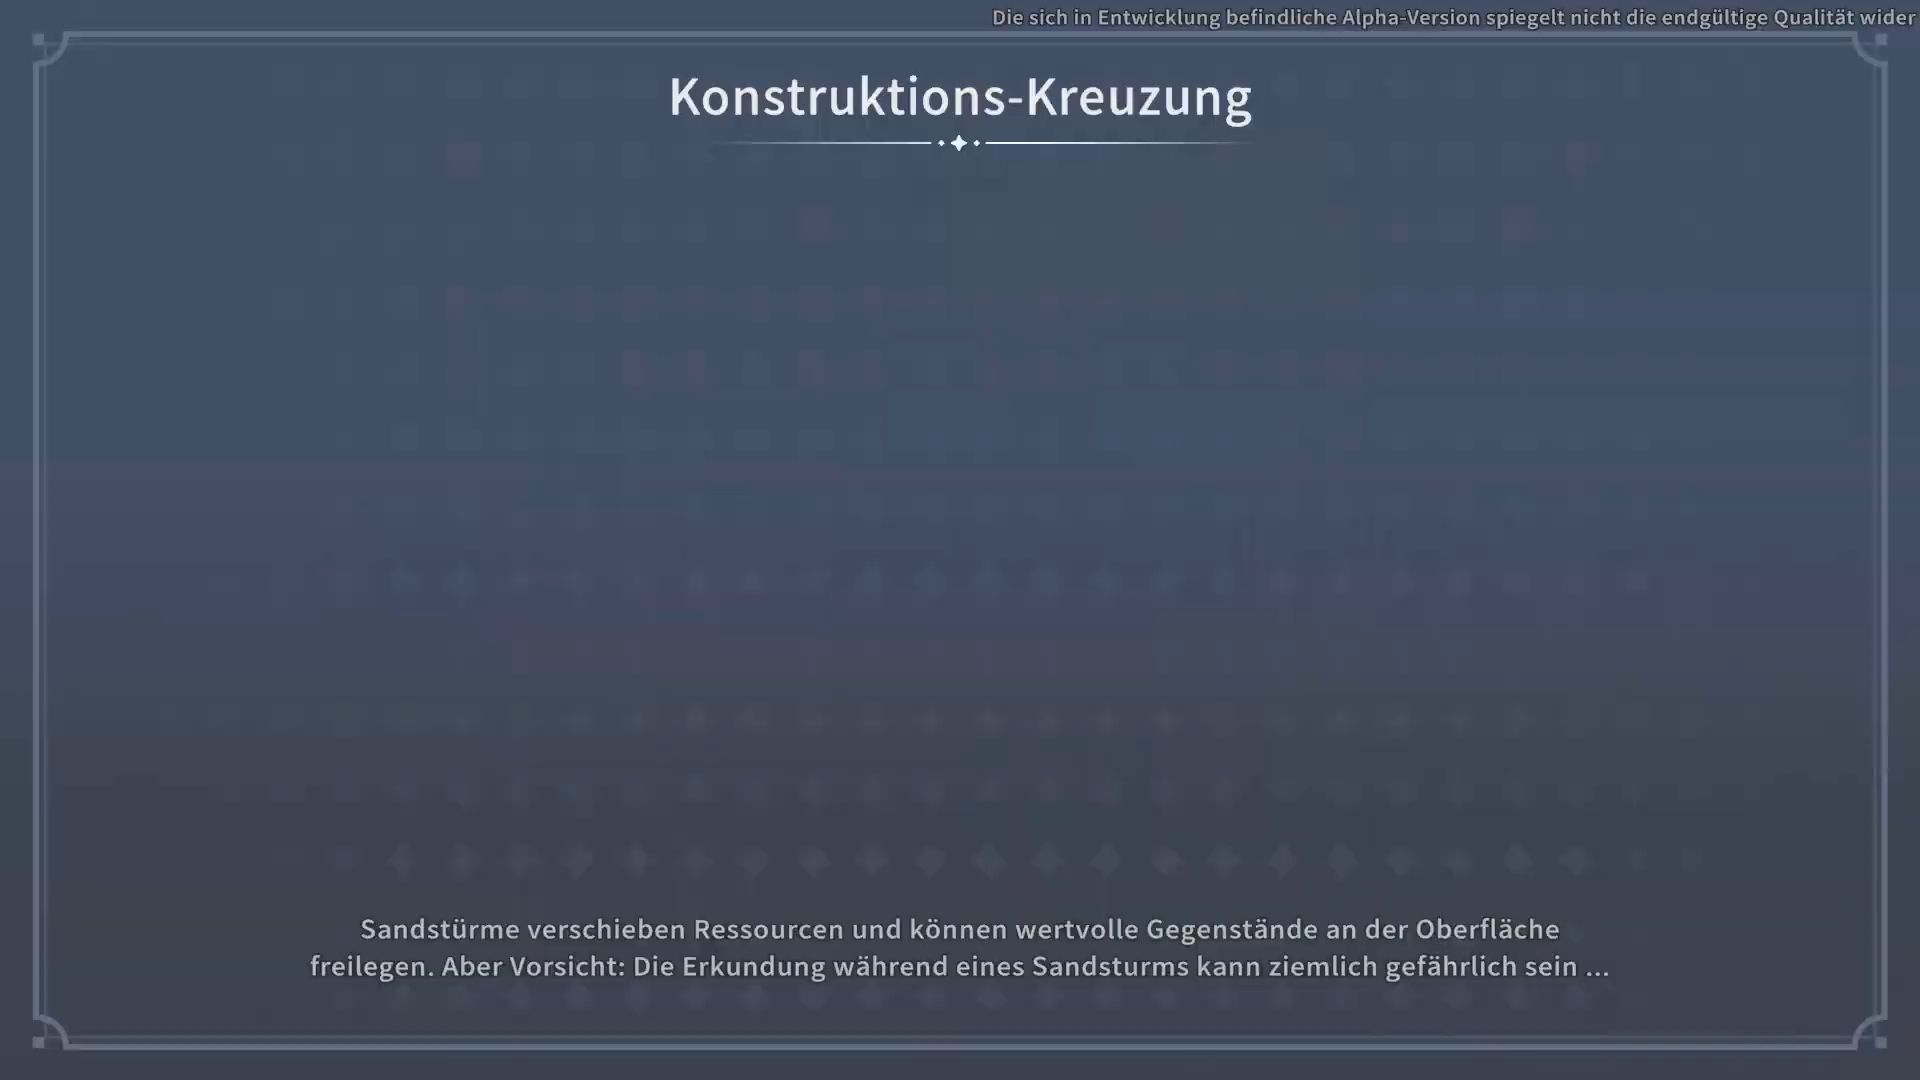 Die sich in Entwicklung befindliche Alpha-Version spiegelt nicht die endgültige Qualität wider
Konstruktions-Kreuzung
Sandstürme verschieben Ressourcen und können wertvolle Gegenstände an der Oberfläche
freilegen. Aber Vorsicht: Die Erkundung während eines Sandsturms kann ziemlich gefährlich sein ...